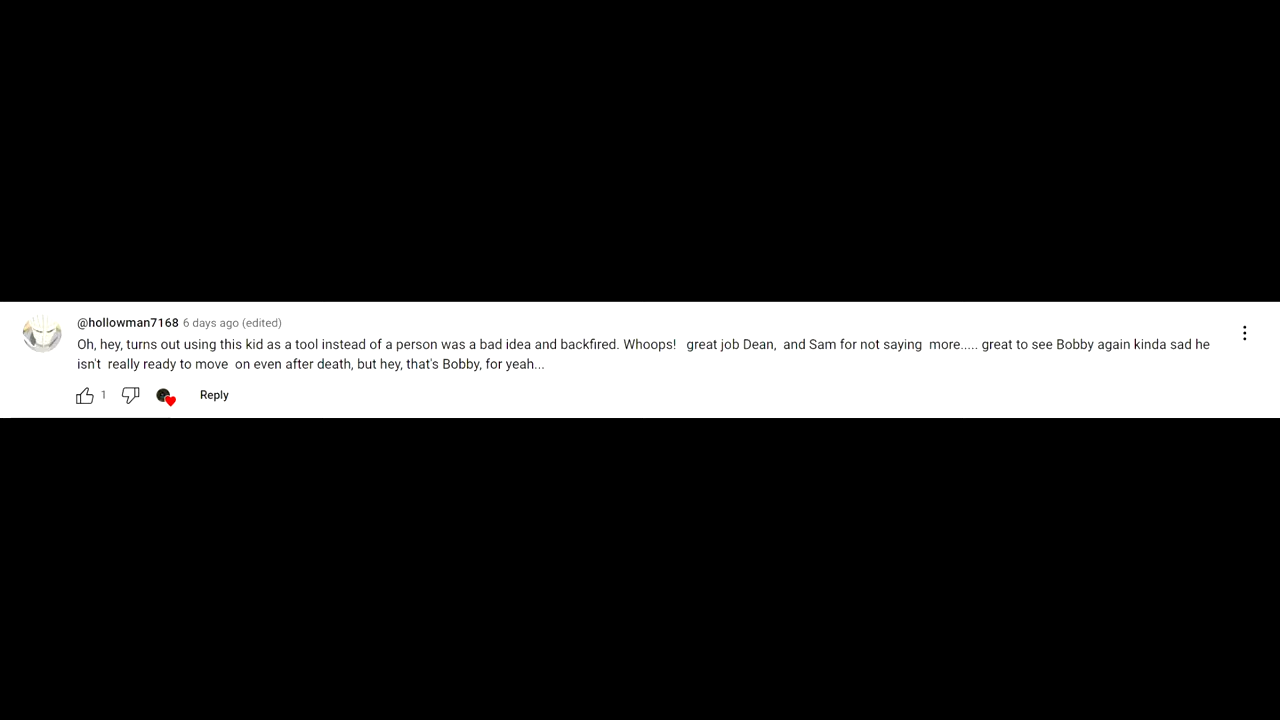 @hollowman7168 6 days ago (edited)
Oh, hey, turns out using this kid as a tool instead of a person was a bad idea and backfired. Whoops!   great job Dean,  and Sam for not saying  more..... great to see Bobby again kinda sad he
isn't  really ready to move  on even after death, but hey, that's Bobby, for yeah...
1 Reply